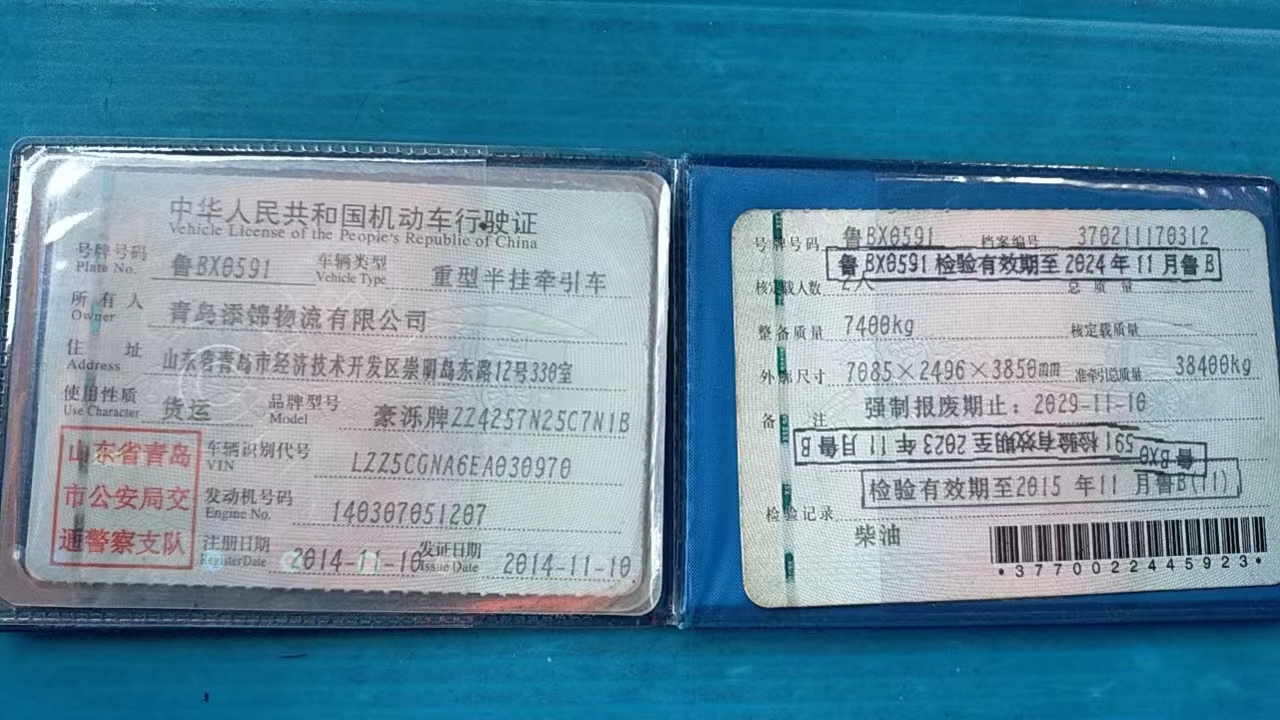 中华人民共和国机动车行驶证
Vehicle License of the People's Republic of China
号牌号码 鲁BX0591 车辆类型 重型半挂牵引车
Plate No. Vehicle Type
所有人 青岛添锦物流有限公司
Owner
住址 山东省青岛市经济技术开发区崇明岛东路12号330室
Address
使用性质 货运 品牌型号 豪泺牌ZZ4257N25C7N1B
Use Character Model
山东省青岛
市公安局交
通警察支队
车辆识别代号 LZZ5CGNA6EA030970
VIN
发动机号码 140307051207
Engine No.
注册日期 2014-11-10 发证日期 2014-11-10
Register Date Issue Date
号牌号码 鲁BX0591 档案编号 370211170312
鲁BX0591检验有效期至2024年11月鲁B
核定载人数 2人 总质量
整备质量 7400kg 核定载质量 --
外廓尺寸 7085×2496×3850mm 准牵引总质量 38400kg
备注 强制报废期止：2029-11-10
鲁BX0591检验有效期至2023年11月鲁B
检验有效期至2015年11月鲁B(11)
检验记录
柴油
*3770022445923*